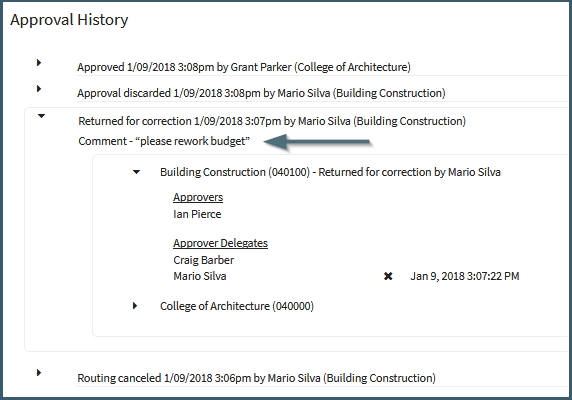 Approval History
Approved 1/09/2018 3:08pm by Grant Parker (College of Architecture)
Approval discarded 1/09/2018 3:08pm by Mario Silva (Building Construction)
Returned for correction 1/09/2018 3:07pm by Mario Silva (Building Construction)
Comment - “please rework budget”
Building Construction (040100) - Returned for correction by Mario Silva
Approvers
Ian Pierce
Approver Delegates
Craig Barber
Mario Silva ✖ Jan 9, 2018 3:07:22 PM
College of Architecture (040000)
Routing canceled 1/09/2018 3:06pm by Mario Silva (Building Construction)